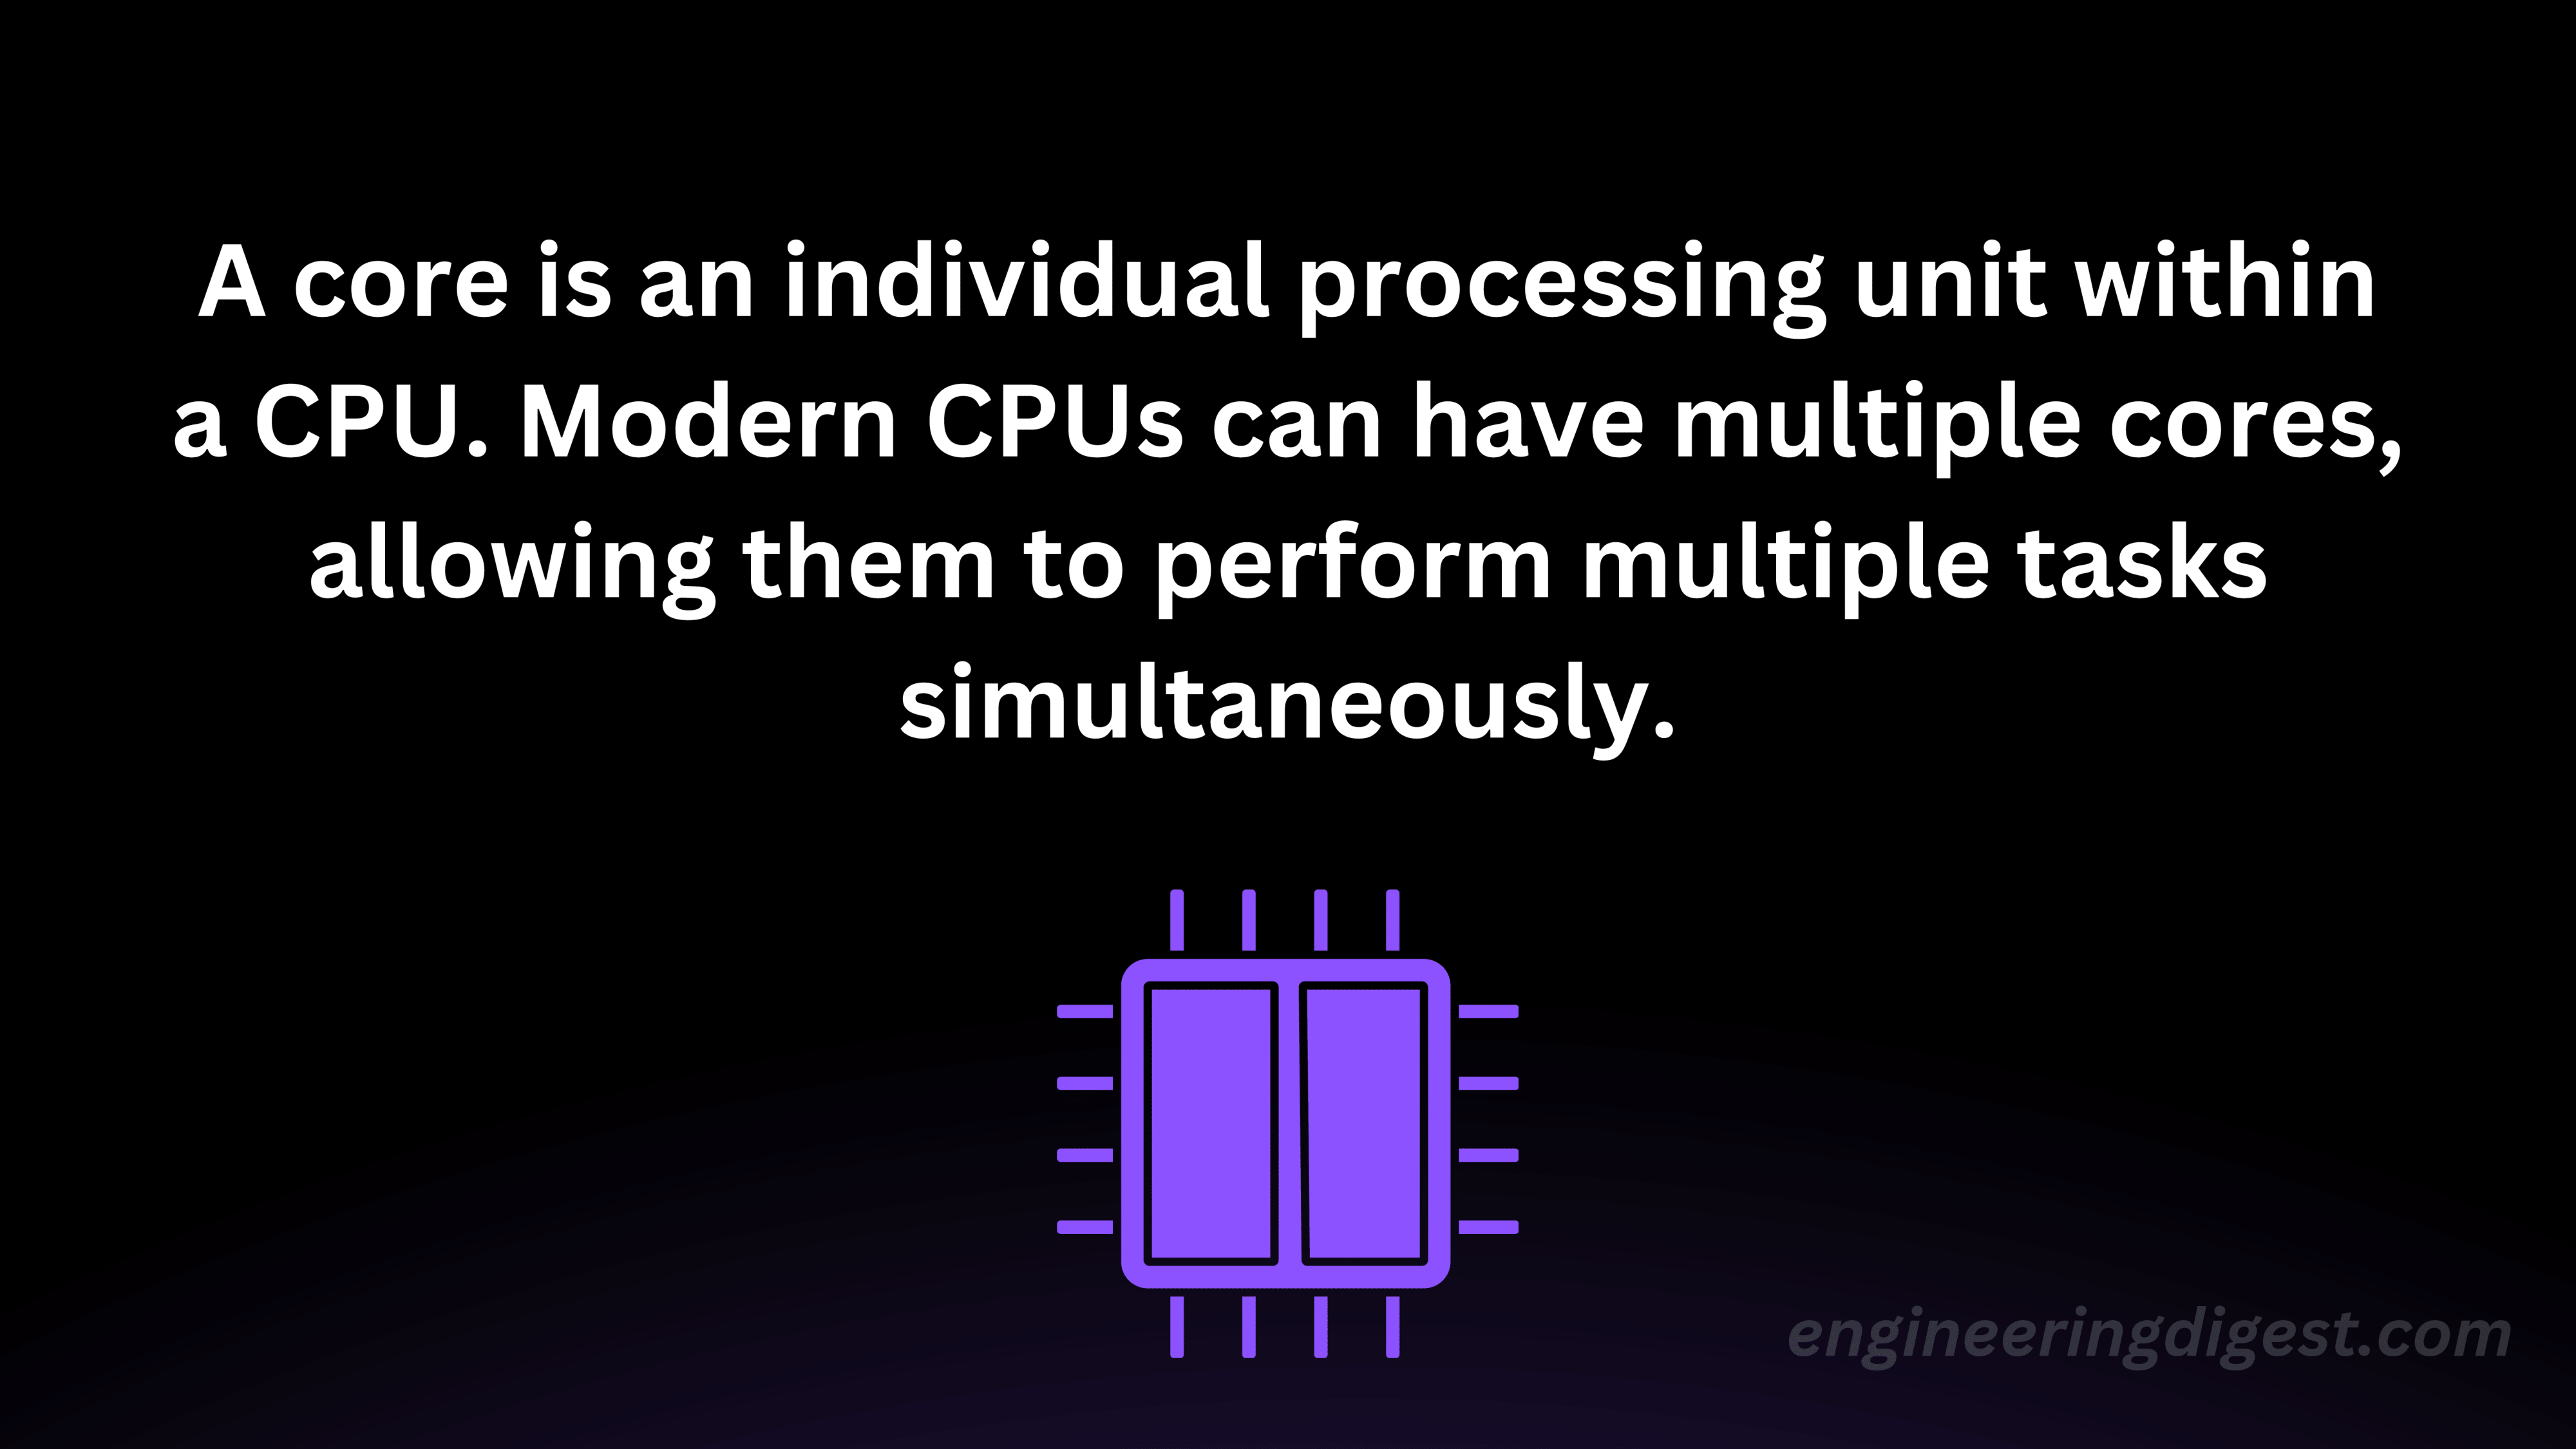 A core is an individual processing unit within
a CPU. Modern CPUs can have multiple cores,
allowing them to perform multiple tasks
simultaneously.
engineeringdigest.com